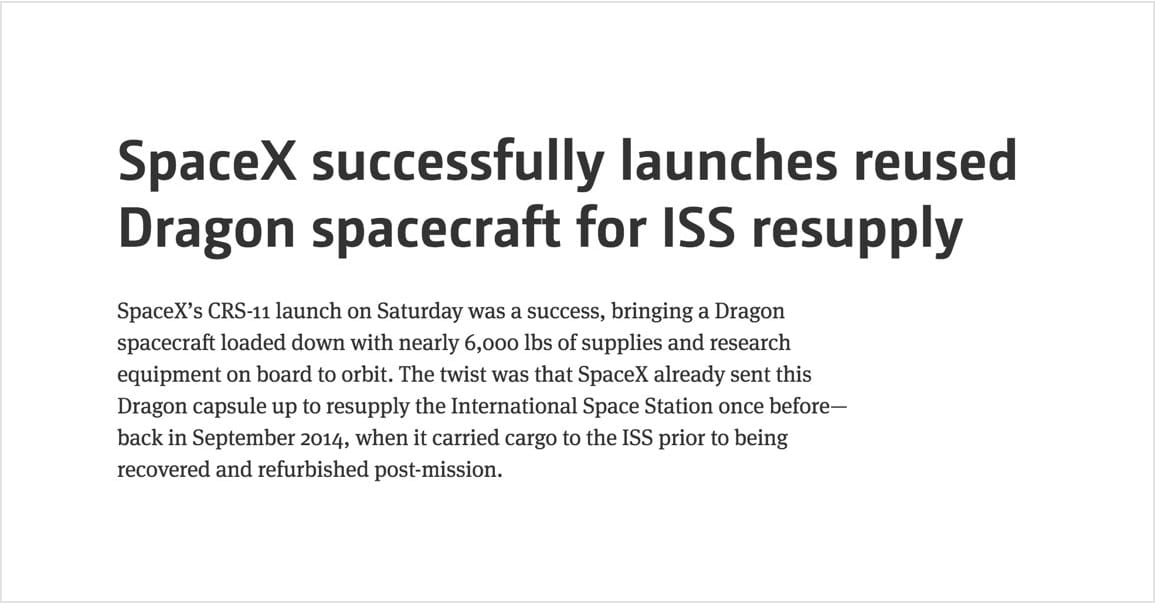 SpaceX successfully launches reused
Dragon spacecraft for ISS resupply
SpaceX’s CRS-11 launch on Saturday was a success, bringing a Dragon
spacecraft loaded down with nearly 6,000 lbs of supplies and research
equipment on board to orbit. The twist was that SpaceX already sent this
Dragon capsule up to resupply the International Space Station once before—
back in September 2014, when it carried cargo to the ISS prior to being
recovered and refurbished post-mission.